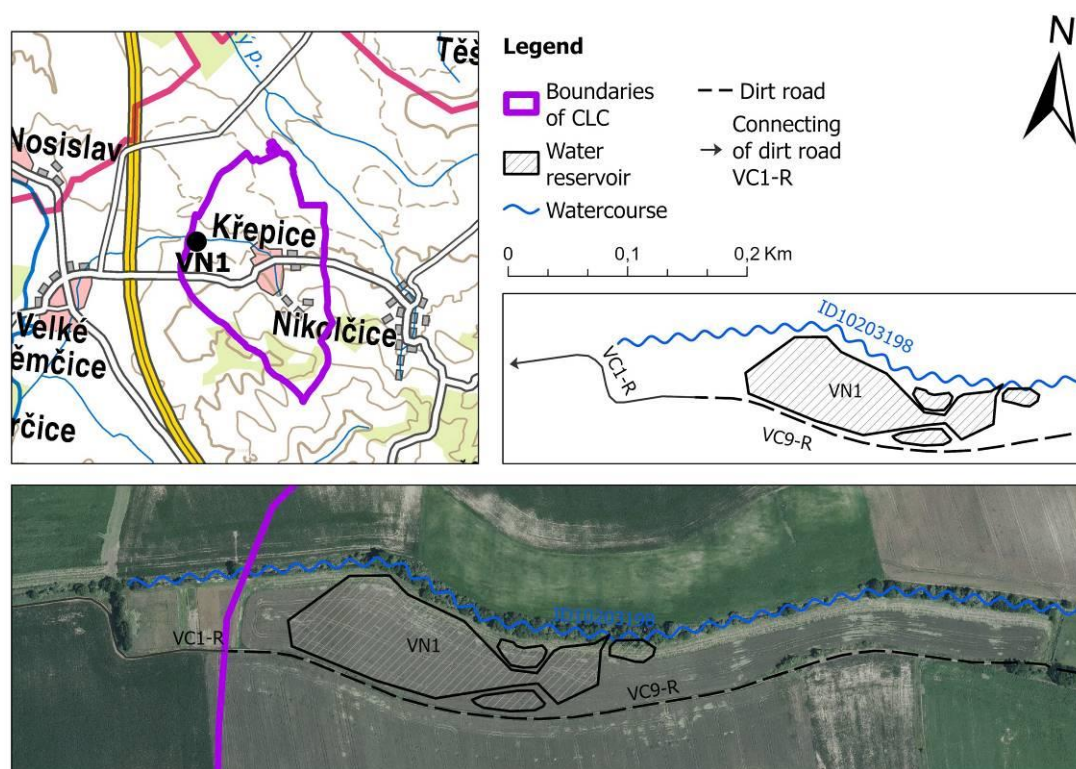 ý p.
Těš
Nosislav
Křepice
VN1
Nikolčice
Velké
ěmčice
rčice
Legend
Boundaries
of CLC
Water
reservoir
Watercourse
Dirt road
Connecting
of dirt road
VC1-R
N
0 0,1 0,2 Km
ID10203198
VC1-R
VN1
VC9-R
ID10203198
VC1-R
VN1
VC9-R